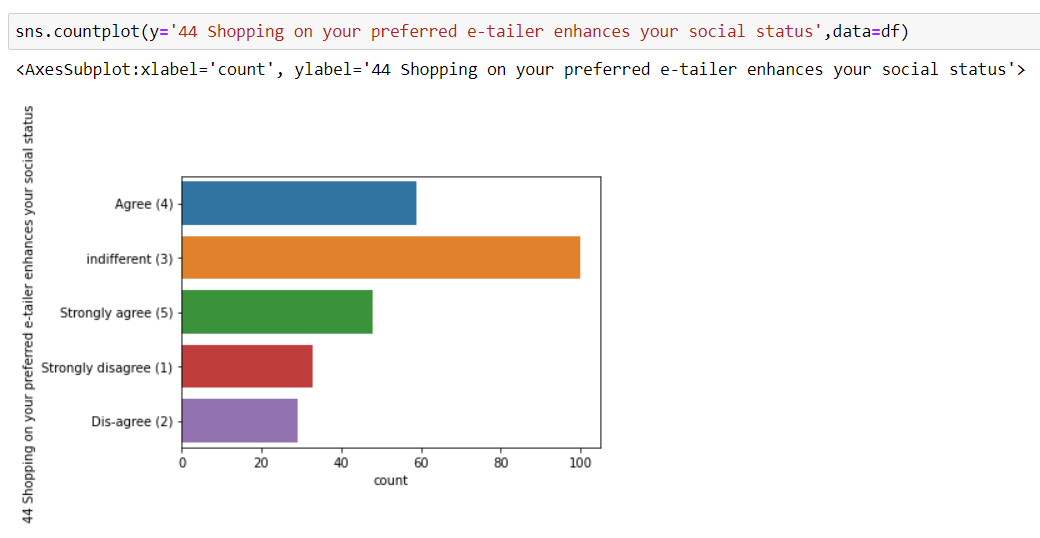 sns.countplot(y='44 Shopping on your preferred e-tailer enhances your social status',data=df)
<AxesSubplot:xlabel='count', ylabel='44 Shopping on your preferred e-tailer enhances your social status'>
44 Shopping on your preferred e-tailer enhances your social status
Agree (4)
indifferent (3)
Strongly agree (5)
Strongly disagree (1)
Dis-agree (2)
0 20 40 60 80 100
count